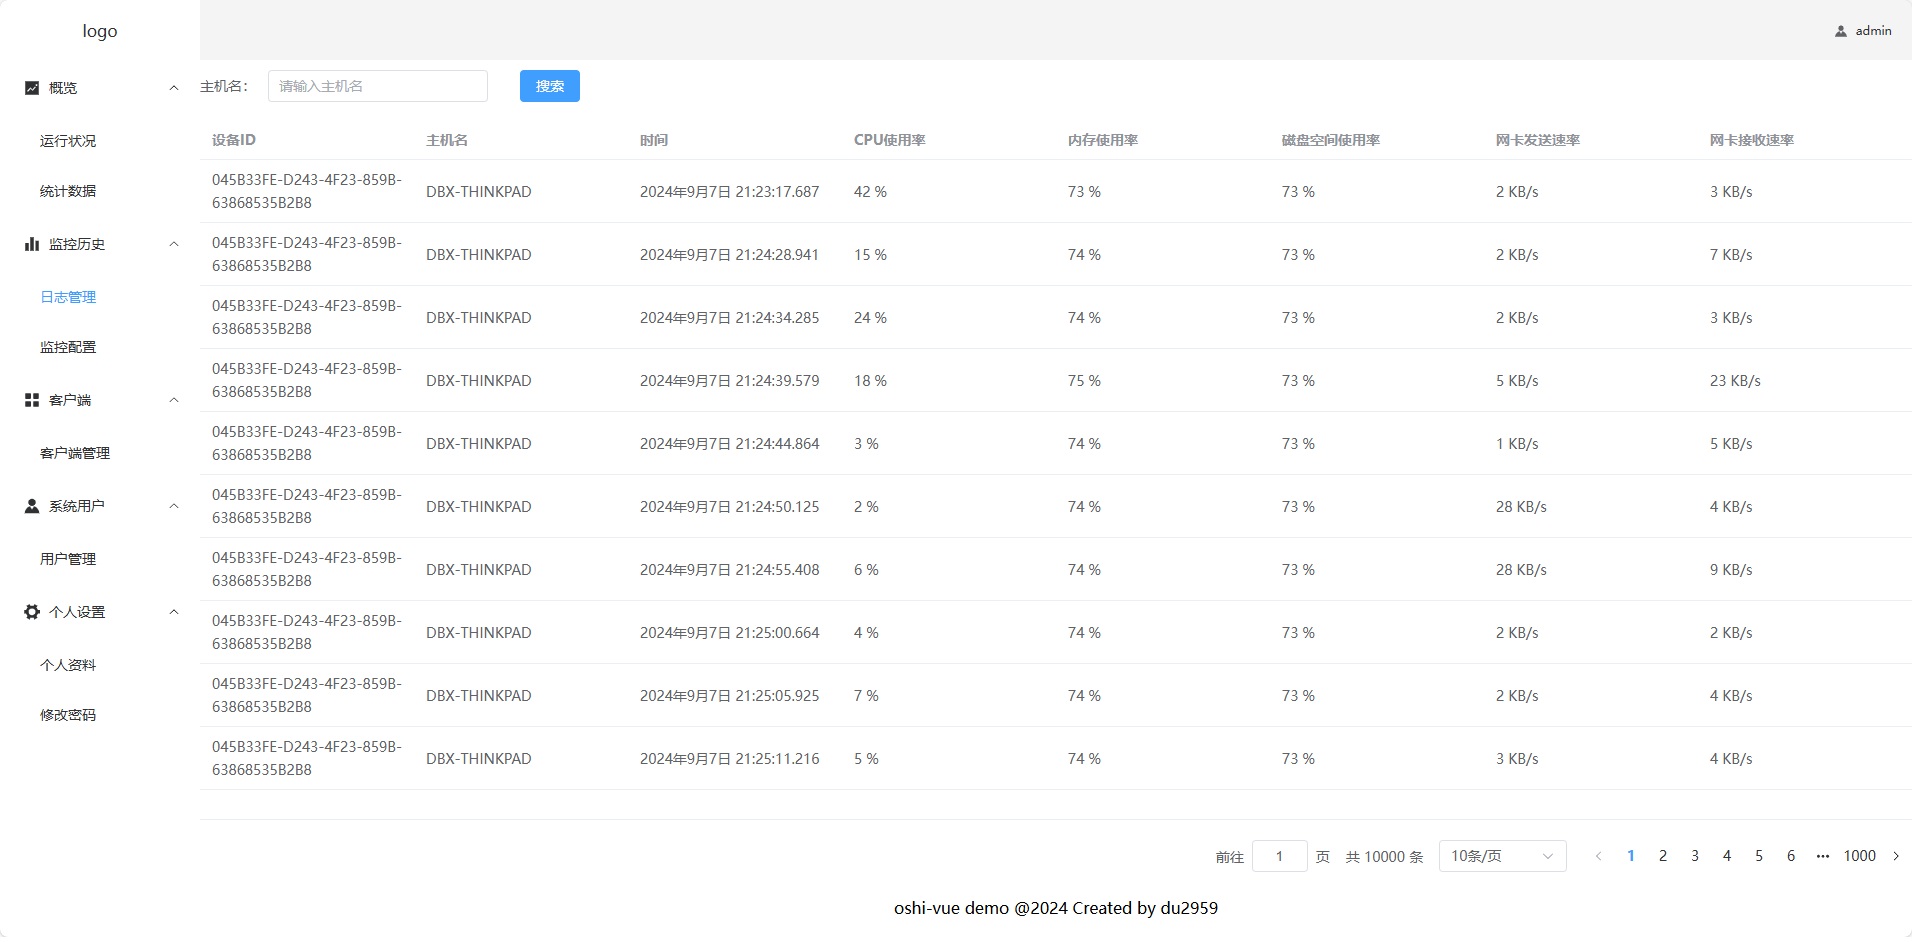 logo
admin
概览
运行状况
统计数据
监控历史
日志管理
监控配置
客户端
客户端管理
系统用户
用户管理
个人设置
个人资料
修改密码
主机名： 请输入主机名 搜索
设备ID 主机名 时间 CPU使用率 内存使用率 磁盘空间使用率 网卡发送速率 网卡接收速率
045B33FE-D243-4F23-859B-
63868535B2B8 DBX-THINKPAD 2024年9月7日 21:23:17.687 42 % 73 % 73 % 2 KB/s 3 KB/s
045B33FE-D243-4F23-859B-
63868535B2B8 DBX-THINKPAD 2024年9月7日 21:24:28.941 15 % 74 % 73 % 2 KB/s 7 KB/s
045B33FE-D243-4F23-859B-
63868535B2B8 DBX-THINKPAD 2024年9月7日 21:24:34.285 24 % 74 % 73 % 2 KB/s 3 KB/s
045B33FE-D243-4F23-859B-
63868535B2B8 DBX-THINKPAD 2024年9月7日 21:24:39.579 18 % 75 % 73 % 5 KB/s 23 KB/s
045B33FE-D243-4F23-859B-
63868535B2B8 DBX-THINKPAD 2024年9月7日 21:24:44.864 3 % 74 % 73 % 1 KB/s 5 KB/s
045B33FE-D243-4F23-859B-
63868535B2B8 DBX-THINKPAD 2024年9月7日 21:24:50.125 2 % 74 % 73 % 28 KB/s 4 KB/s
045B33FE-D243-4F23-859B-
63868535B2B8 DBX-THINKPAD 2024年9月7日 21:24:55.408 6 % 74 % 73 % 28 KB/s 9 KB/s
045B33FE-D243-4F23-859B-
63868535B2B8 DBX-THINKPAD 2024年9月7日 21:25:00.664 4 % 74 % 73 % 2 KB/s 2 KB/s
045B33FE-D243-4F23-859B-
63868535B2B8 DBX-THINKPAD 2024年9月7日 21:25:05.925 7 % 74 % 73 % 2 KB/s 4 KB/s
045B33FE-D243-4F23-859B-
63868535B2B8 DBX-THINKPAD 2024年9月7日 21:25:11.216 5 % 74 % 73 % 3 KB/s 4 KB/s
前往 1 页 共 10000 条 10条/页 1 2 3 4 5 6 ••• 1000
oshi-vue demo @2024 Created by du2959